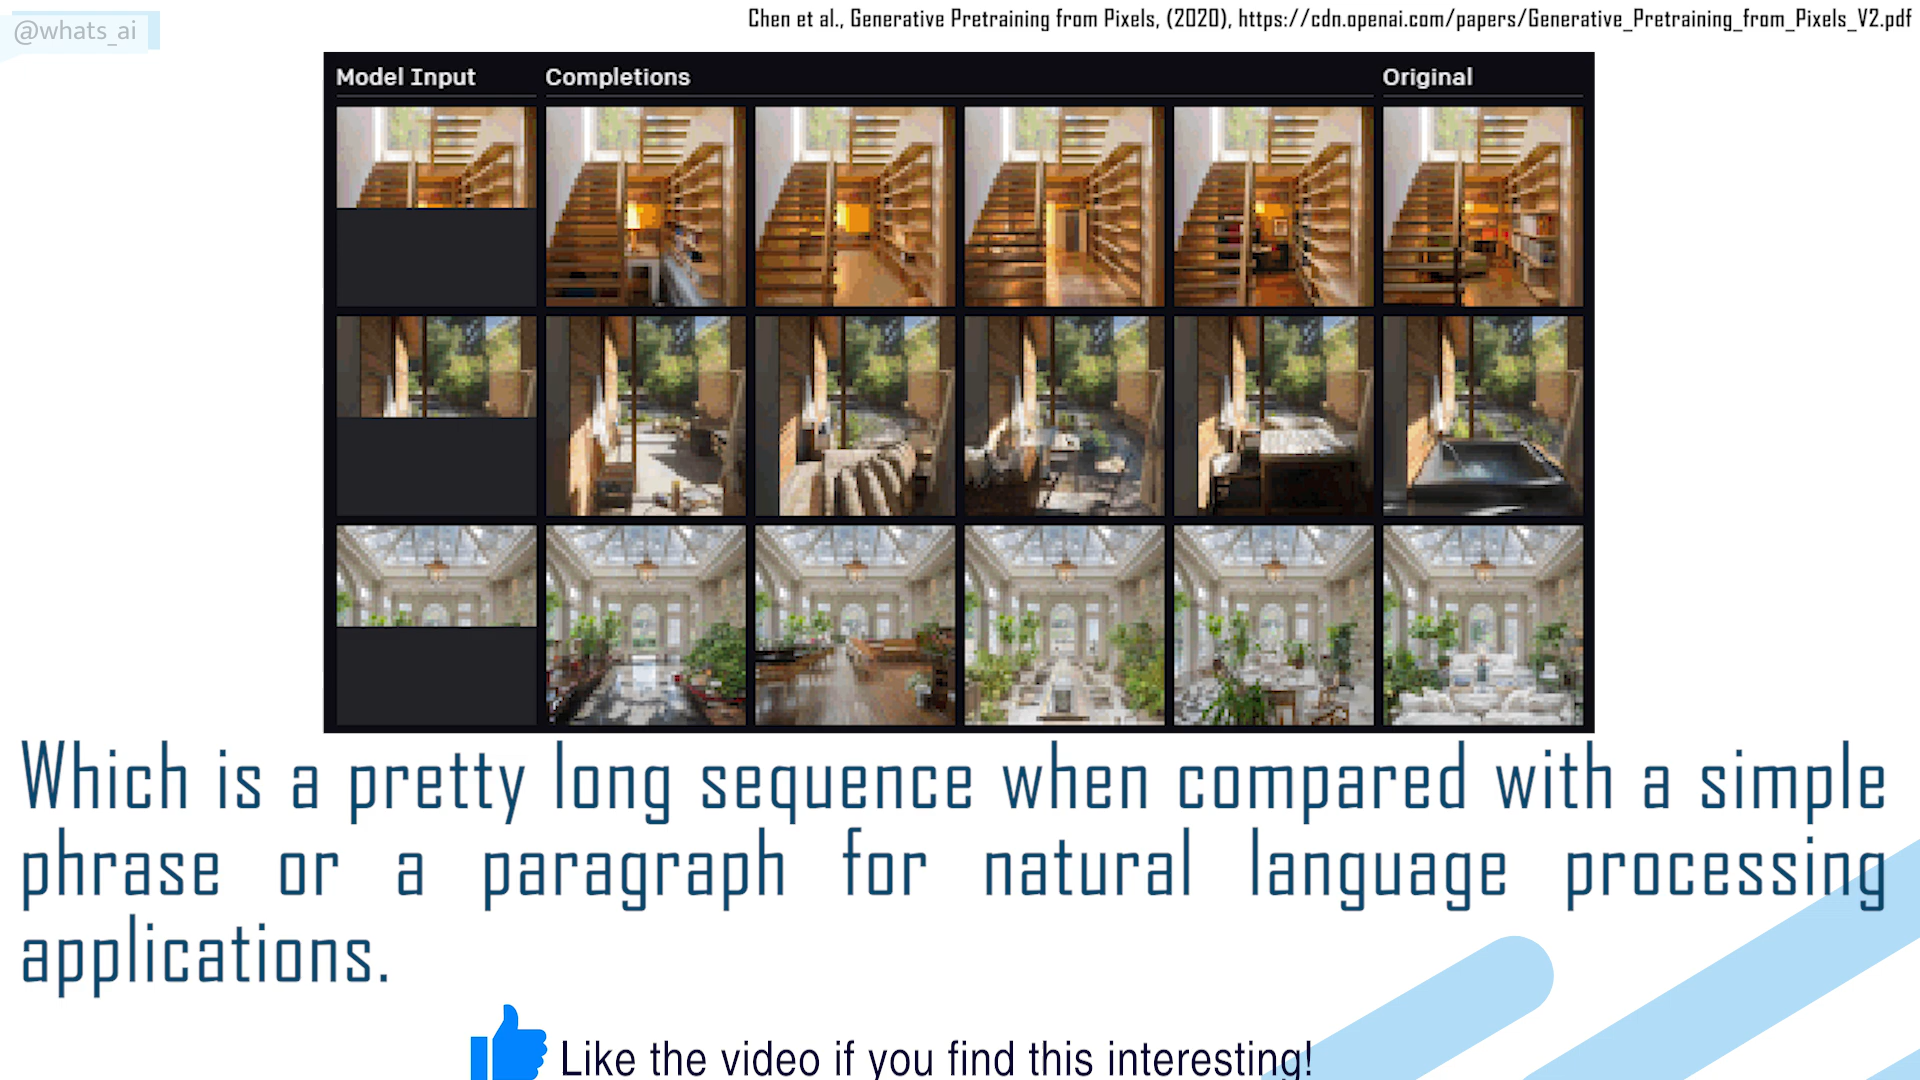 @whats_ai
Chen et al., Generative Pretraining from Pixels, (2020), https://cdn.openai.com/papers/Generative_Pretraining_from_Pixels_V2.pdf
Model Input
Completions
Original
Which is a pretty long sequence when compared with a simple
phrase or a paragraph for natural language processing
applications.
Like the video if you find this interesting!